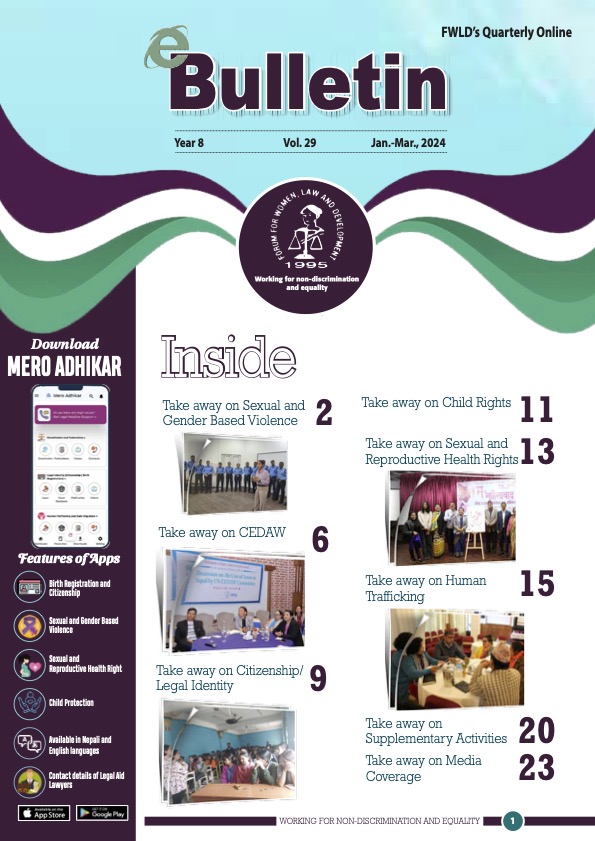 FWLD's Quarterly Online
e
Bulletin
Year 8 Vol. 29 Jan.-Mar., 2024
FORUM FOR WOMEN, LAW AND DEVELOPMENT
1995
Working for non-discrimination
and equality
Download
MERO ADHIKAR
Mero Adhikar
Features of Apps
Birth Registration and
Citizenship
Sexual and Gender Based
Violence
Sexual and
Reproductive Health Right
Child Protection
Available in Nepali and
English languages
Contact details of Legal Aid
Lawyers
App Store
Google Play
Inside
Take away on Sexual and
Gender Based Violence 2
Take away on CEDAW 6
Take away on Citizenship/
Legal Identity 9
Take away on Child Rights 11
Take away on Sexual and
Reproductive Health Rights 13
Take away on Human
Trafficking 15
Take away on
Supplementary Activities 20
Take away on Media
Coverage 23
WORKING FOR NON-DISCRIMINATION AND EQUALITY 1